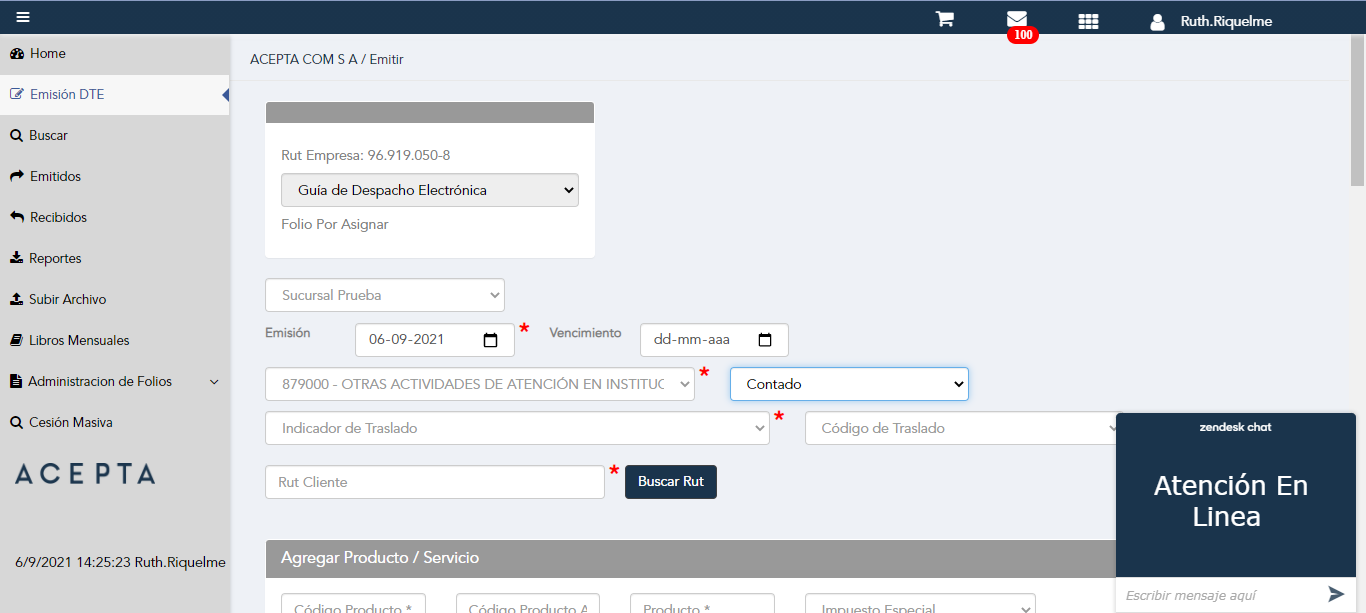 100
Ruth.Riquelme
Home
Emisión DTE
Buscar
Emitidos
Recibidos
Reportes
Subir Archivo
Libros Mensuales
Administracion de Folios
Cesión Masiva
ACEPTA
6/9/2021 14:25:23 Ruth.Riquelme
ACEPTA COM S A / Emitir
Rut Empresa: 96.919.050-8
Guía de Despacho Electrónica
Folio Por Asignar
Sucursal Prueba
Emisión 06-09-2021 * Vencimiento dd-mm-aaa
879000 - OTRAS ACTIVIDADES DE ATENCIÓN EN INSTITUC * Contado
Indicador de Traslado * Código de Traslado
Rut Cliente * Buscar Rut
Agregar Producto / Servicio
Código Producto * Código Producto A Producto * Impuesto Especial
zendesk chat
Atención En
Linea
Escribir mensaje aquí